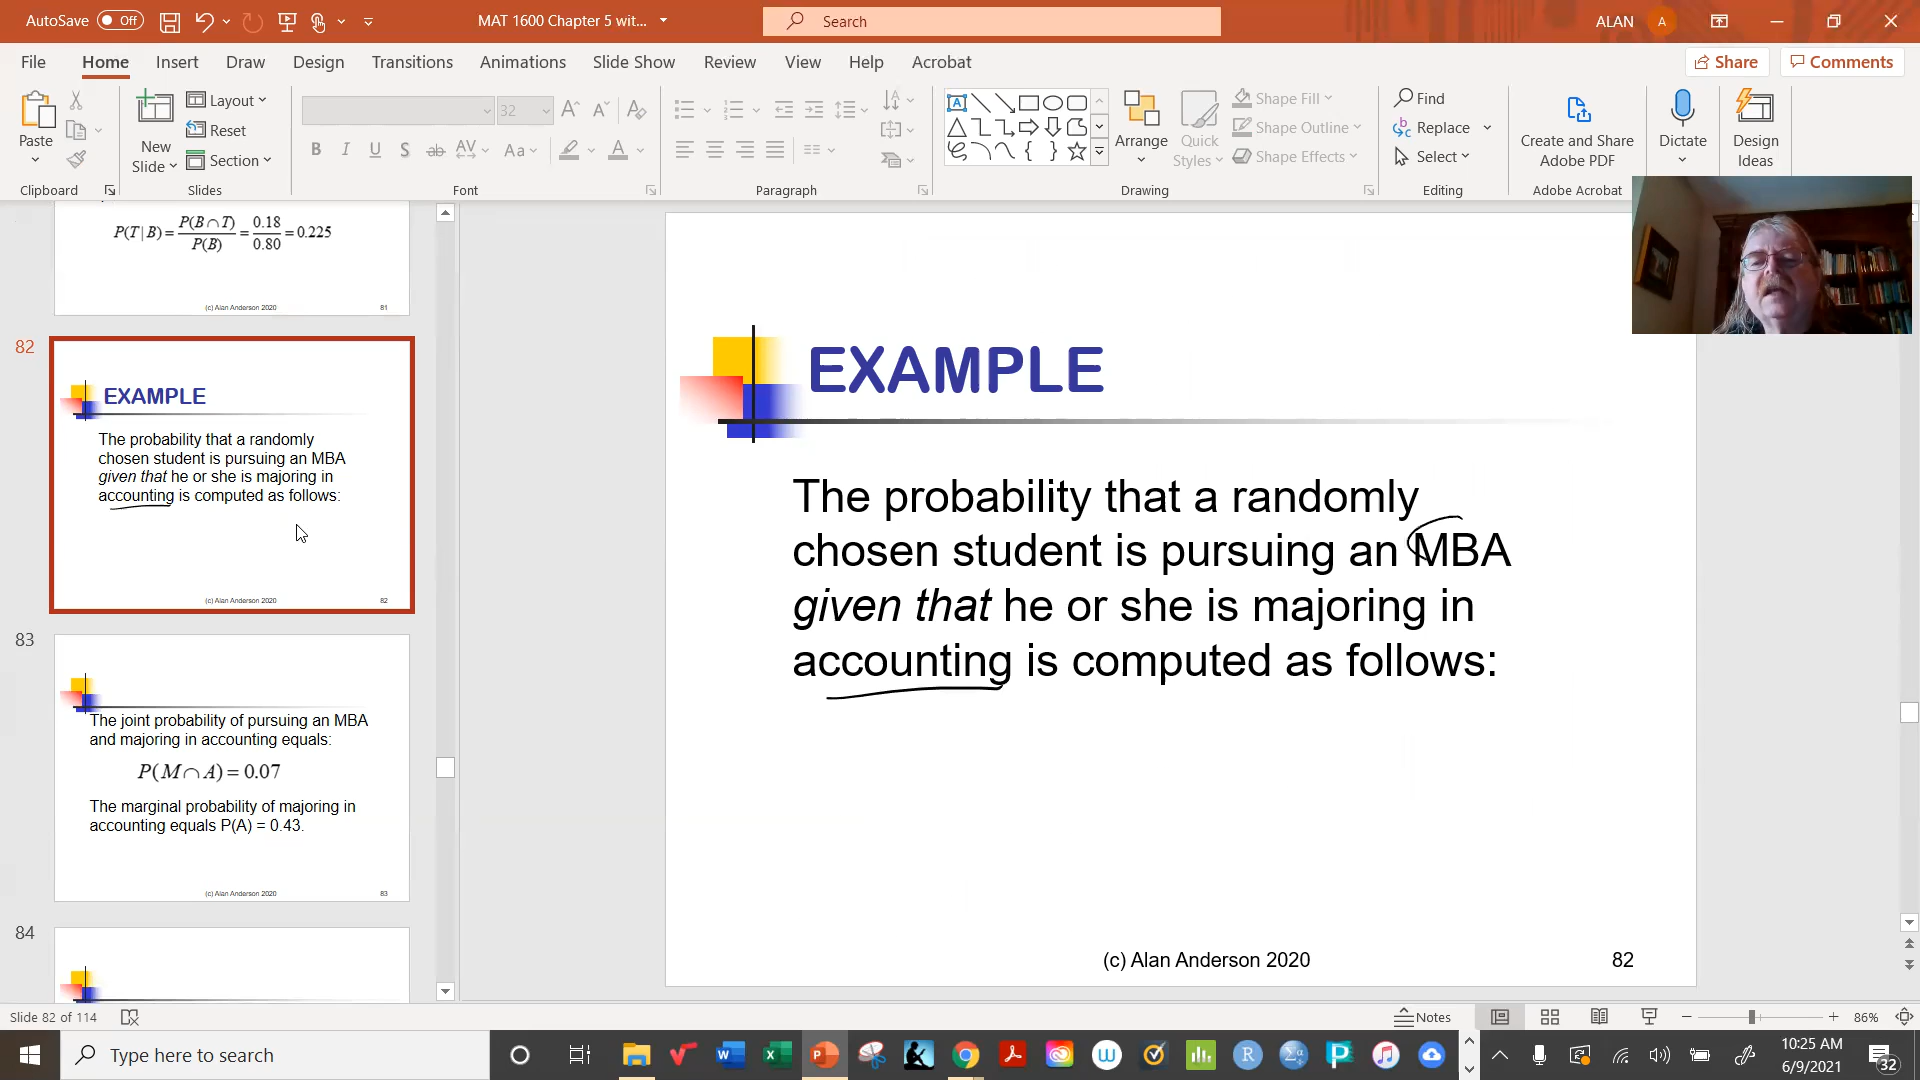 AutoSave Off
MAT 1600 Chapter 5 wit...
Search
ALAN A
File Home Insert Draw Design Transitions Animations Slide Show Review View Help Acrobat
Share
Comments
Paste
New
Slide
Layout
Reset
Section
32
B I U S ab AV Aa A
Arrange
Quick
Styles
Shape Fill
Shape Outline
Shape Effects
Find
Replace
Select
Create and Share
Adobe PDF
Dictate
Design
Ideas
Clipboard
Slides
Font
Paragraph
Drawing
Editing
Adobe Acrobat
P(T | B) = P(B ∩ T) / P(B) = 0.18 / 0.80 = 0.225
(c) Alan Anderson 2020 81
82
EXAMPLE
The probability that a randomly
chosen student is pursuing an MBA
given that he or she is majoring in
accounting is computed as follows:
(c) Alan Anderson 2020 82
83
The joint probability of pursuing an MBA
and majoring in accounting equals:
P(M ∩ A) = 0.07
The marginal probability of majoring in
accounting equals P(A) = 0.43.
(c) Alan Anderson 2020 83
84
EXAMPLE
The probability that a randomly
chosen student is pursuing an MBA
given that he or she is majoring in
accounting is computed as follows:
(c) Alan Anderson 2020 82
Slide 82 of 114
Notes
86%
Type here to search
10:25 AM
6/9/2021
32